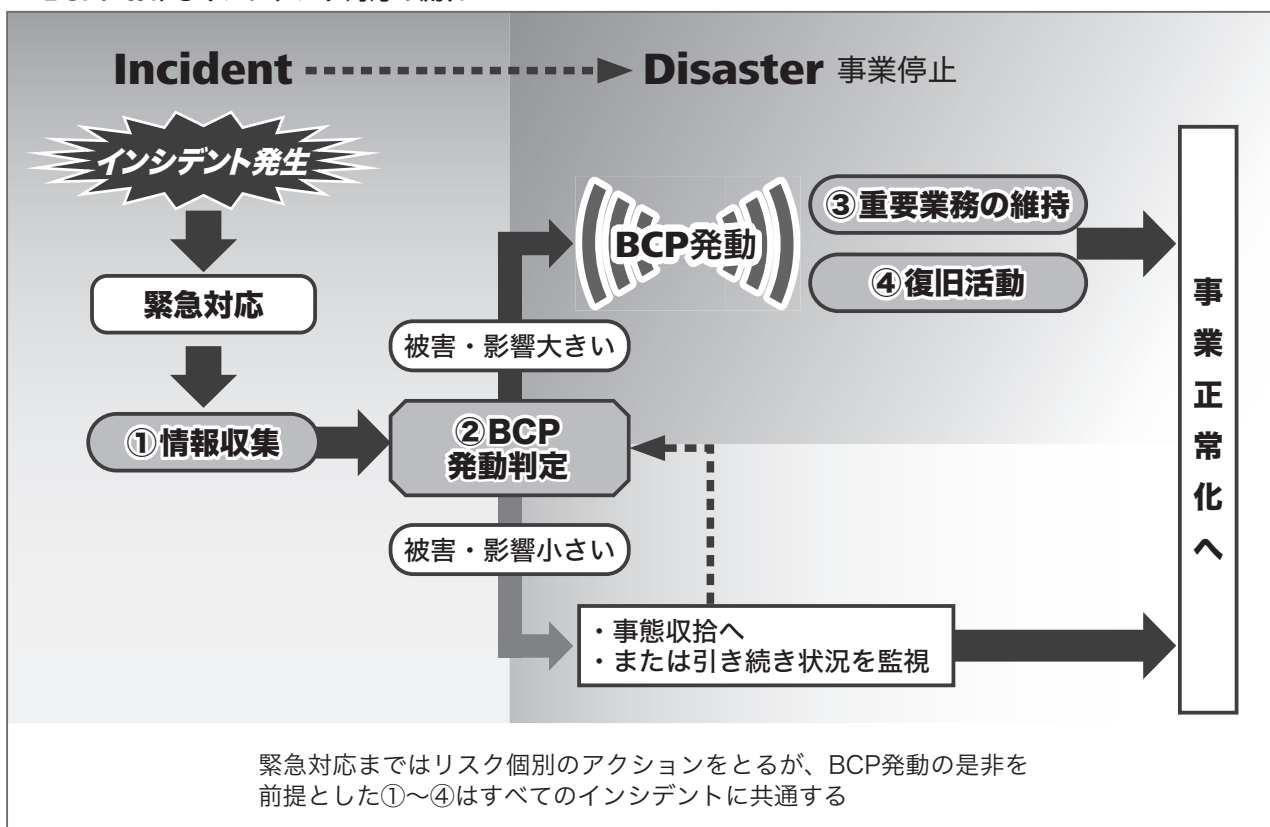 Incident
Disaster 事業停止
インシデント発生
緊急対応
①情報収集
②BCP
発動判定
被害・影響大きい
被害・影響小さい
BCP発動
③重要業務の維持
④復旧活動
・事態収拾へ
・または引き続き状況を監視
事業正常化へ
緊急対応まではリスク個別のアクションをとるが、BCP発動の是非を
前提とした①〜④はすべてのインシデントに共通する